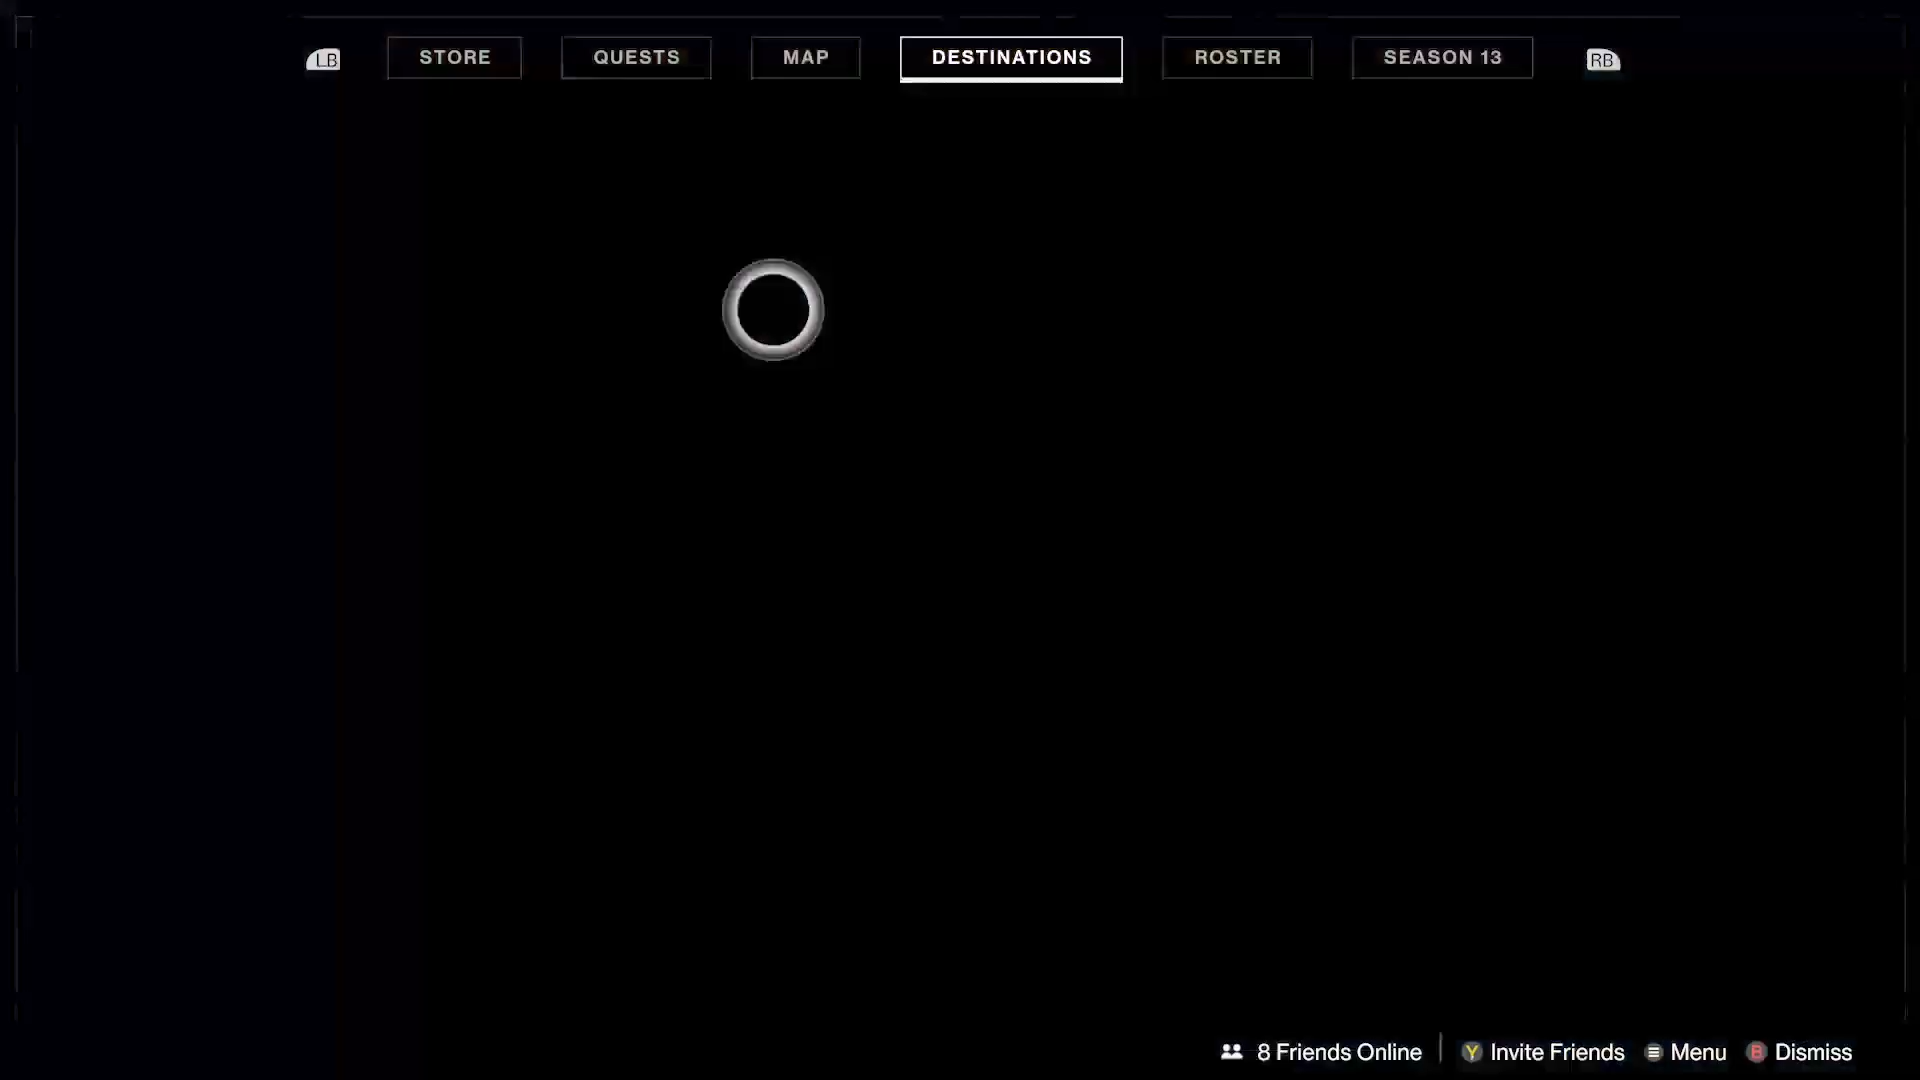 LB STORE QUESTS MAP DESTINATIONS ROSTER SEASON 13 RB
8 Friends Online Y Invite Friends Menu B Dismiss